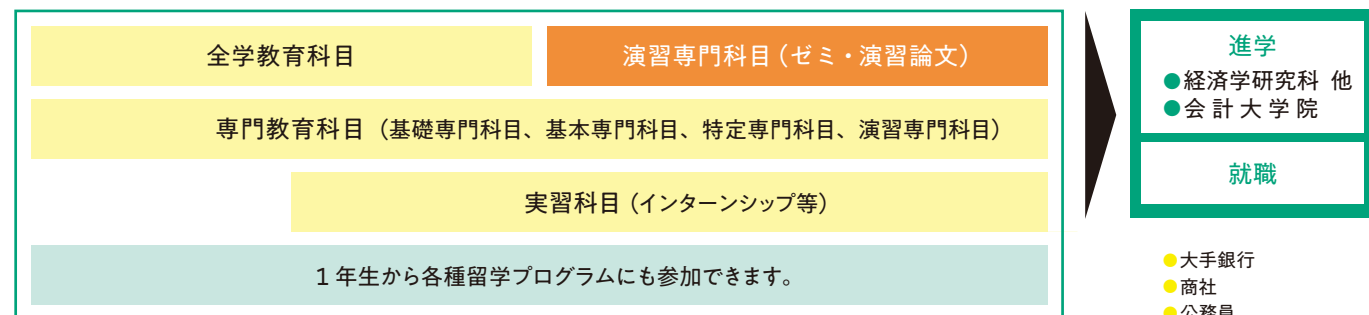 全学教育科目
演習専門科目（ゼミ・演習論文）
専門教育科目（基礎専門科目、基本専門科目、特定専門科目、演習専門科目）
実習科目（インターンシップ等）
1年生から各種留学プログラムにも参加できます。
進学
●経済学研究科 他
●会計大学院
就職
●大手銀行
●商社
●公務員